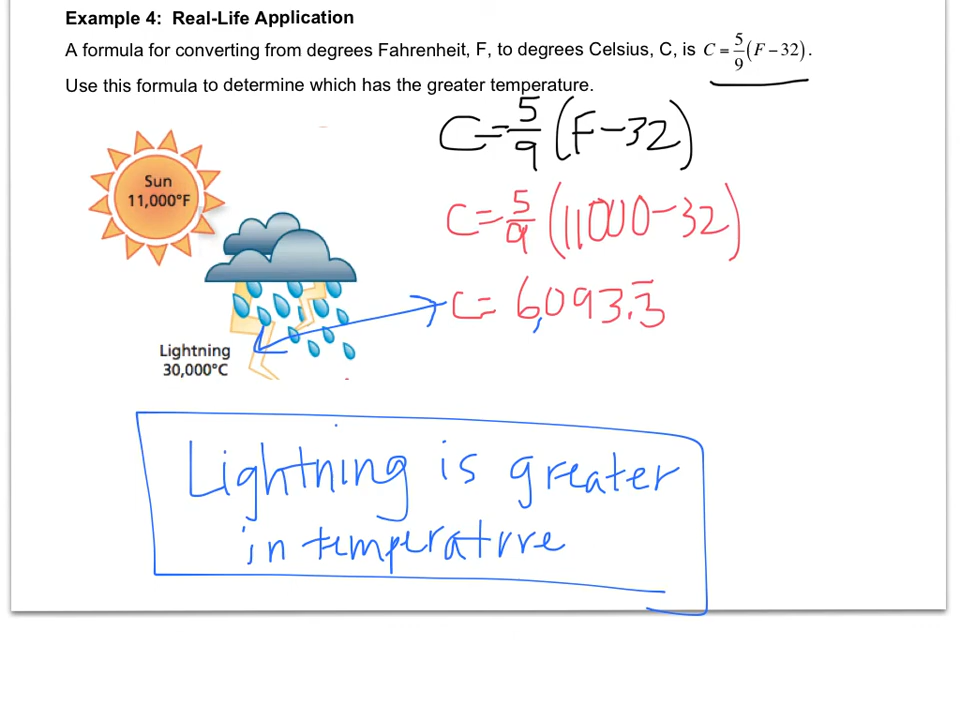 Example 4: Real-Life Application
A formula for converting from degrees Fahrenheit, F, to degrees Celsius, C, is C = 5/9 (F − 32).
Use this formula to determine which has the greater temperature.
C = 5/9 (F − 32)
Sun
11,000°F
C = 5/9 (11000 − 32)
C = 6,093.3̅
Lightning
30,000°C
Lightning is greater
in temperature